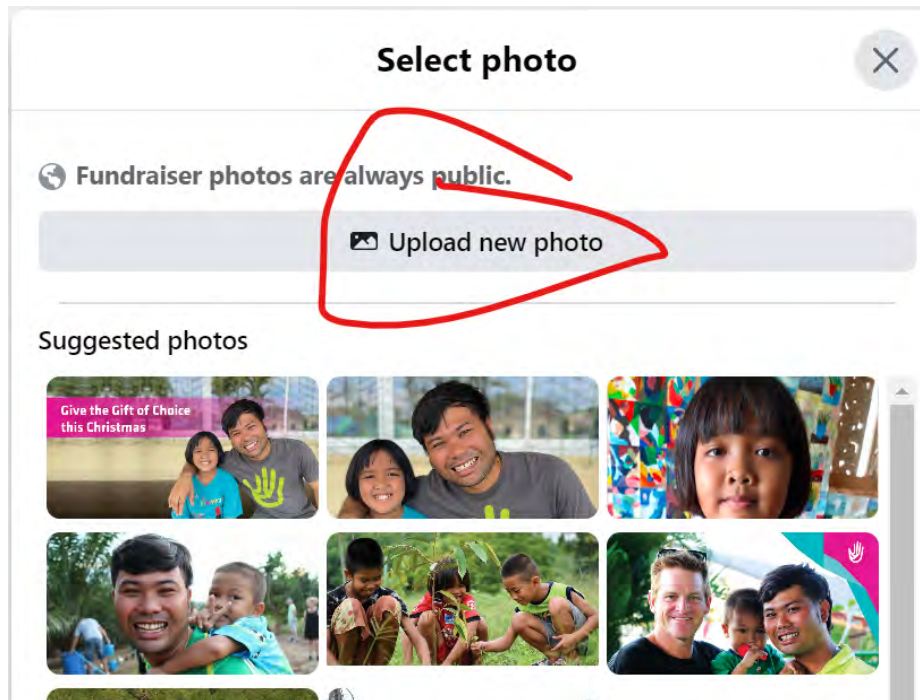 Select photo
Fundraiser photos are always public.
Upload new photo
Suggested photos
Give the Gift of Choice
this Christmas